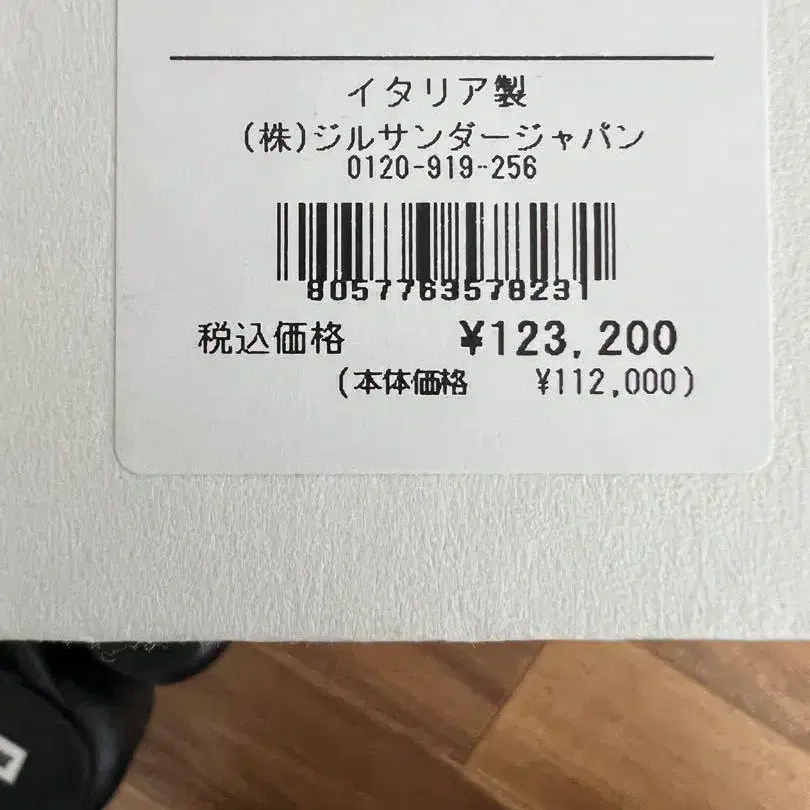 イタリア製
(株)ジルサンダージャパン
0120-919-256
8057763578231
税込価格 ¥123,200
(本体価格 ¥112,000)